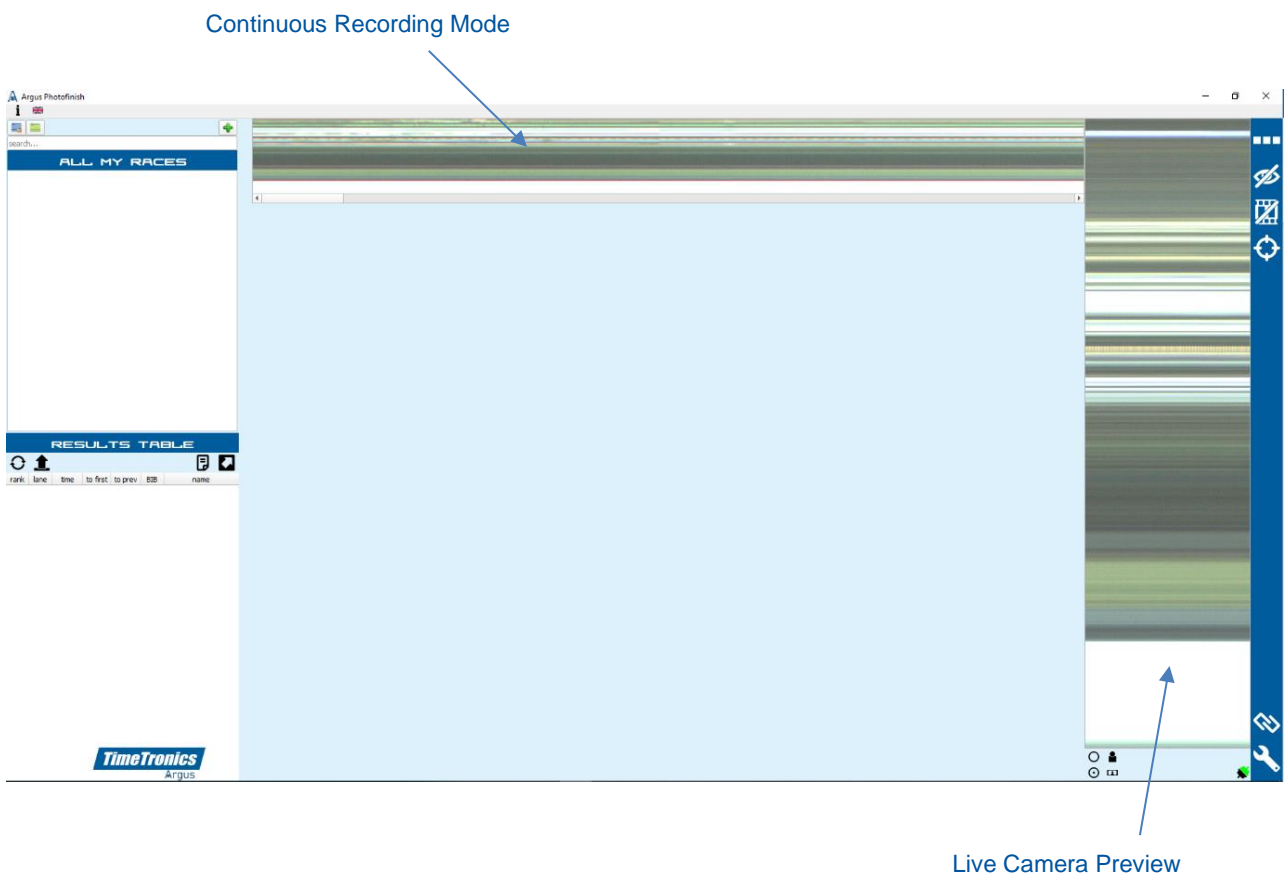 Continuous Recording Mode
Argus Photofinish
search...
ALL MY RACES
RESULTS TABLE
rank lane time to first to prev BIB name
TimeTronics
Argus
Live Camera Preview